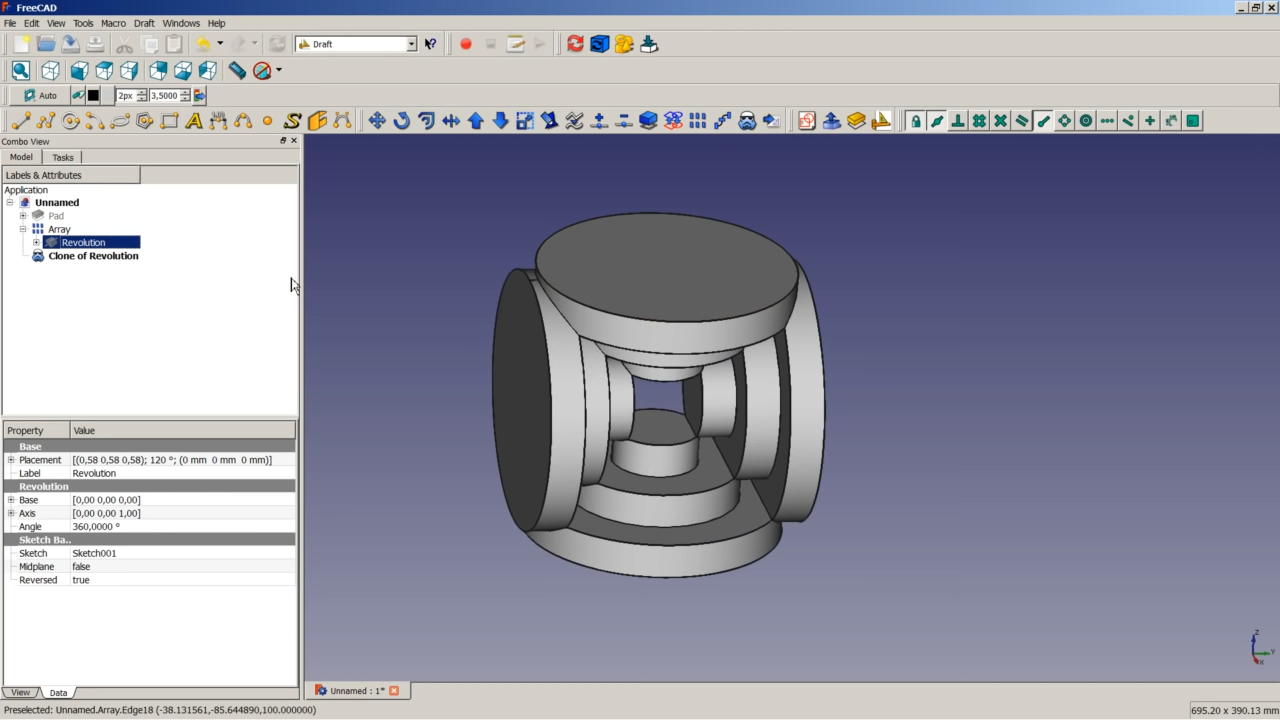 FreeCAD
File Edit View Tools Macro Draft Windows Help
Draft
Auto 2px 3,5000
Combo View
Model Tasks
Labels & Attributes
Application
Unnamed
Pad
Array
Revolution
Clone of Revolution
Property Value
Base
Placement [(0,58 0,58 0,58); 120 °; (0 mm 0 mm 0 mm)]
Label Revolution
Revolution
Base [0,00 0,00 0,00]
Axis [0,00 0,00 1,00]
Angle 360,0000 °
Sketch Ba..
Sketch Sketch001
Midplane false
Reversed true
Z
Y
X
View Data
Unnamed : 1*
Preselected: Unnamed.Array.Edge18 (-38.131561,-85.644890,100.000000)
695.20 x 390.13 mm